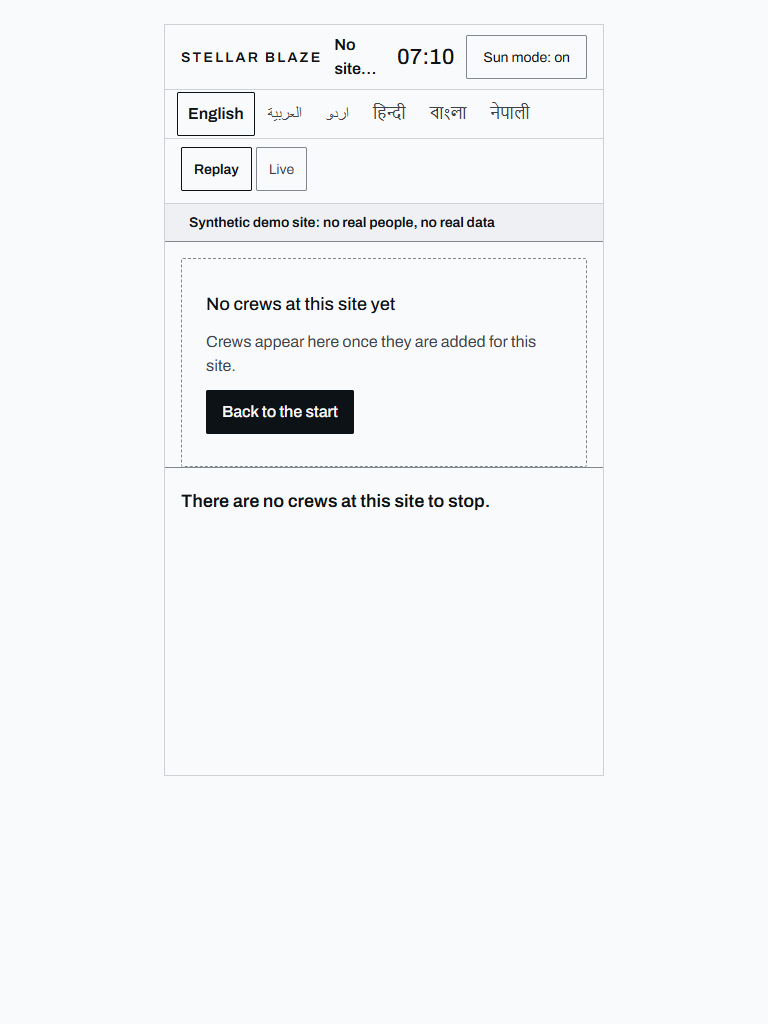 STELLAR BLAZE
No
site...
07:10
Sun mode: on
English العربية اردو हिन्दी বাংলা नेपाली
Replay Live
Synthetic demo site: no real people, no real data
No crews at this site yet
Crews appear here once they are added for this
site.
Back to the start
There are no crews at this site to stop.